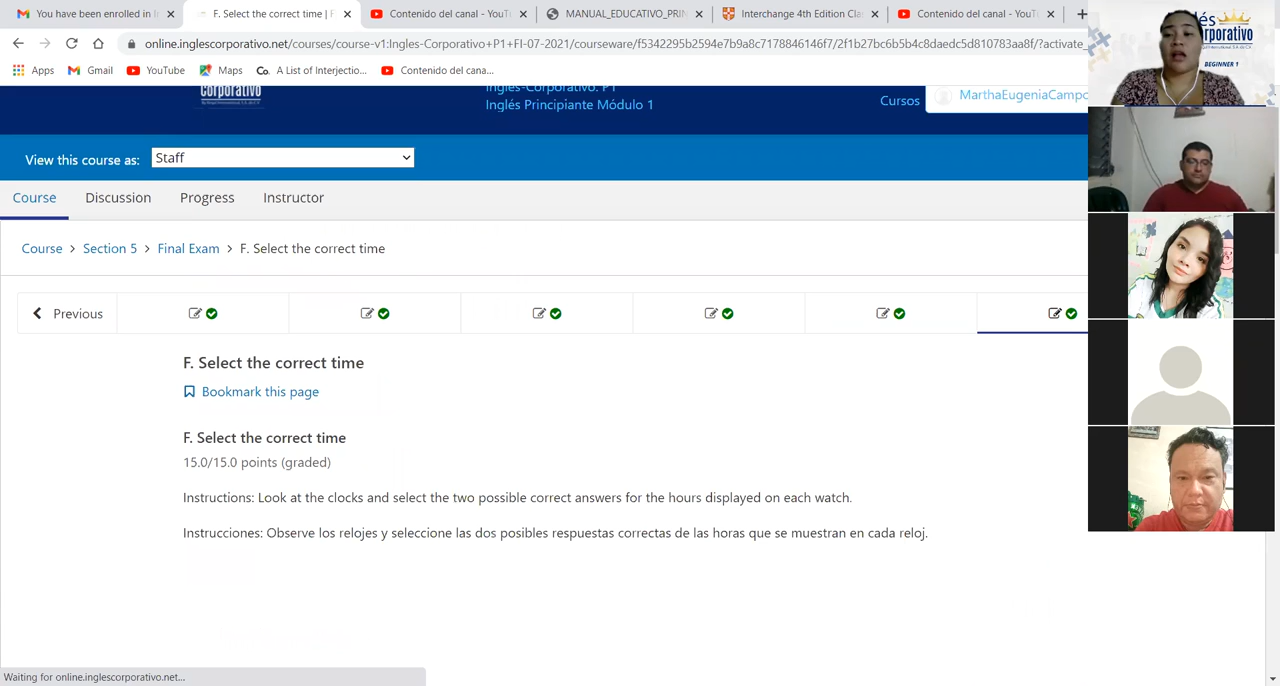 You have been enrolled in I
F. Select the correct time | F
Contenido del canal - YouTu
MANUAL_EDUCATIVO_PRIN
Interchange 4th Edition Clas
Contenido del canal - YouTu
online.inglescorporativo.net/courses/course-v1:Ingles-Corporativo+P1+FI-07-2021/courseware/f5342295b2594e7b9a8c7178846146f7/2f1b27bc6b5b4c8daedc5d810783aa8f/?activate_
Apps
Gmail
YouTube
Maps
Co. A List of Interjectio...
Contenido del cana...
glés
orporativo
BEGINNER 1
corporativo
Ingles-Corporativo: P1
Inglés Principiante Módulo 1
Cursos
MarthaEugeniaCampo
View this course as:
Staff
Course
Discussion
Progress
Instructor
Course > Section 5 > Final Exam > F. Select the correct time
Previous
F. Select the correct time
Bookmark this page
F. Select the correct time
15.0/15.0 points (graded)
Instructions: Look at the clocks and select the two possible correct answers for the hours displayed on each watch.
Instrucciones: Observe los relojes y seleccione las dos posibles respuestas correctas de las horas que se muestran en cada reloj.
Waiting for online.inglescorporativo.net...